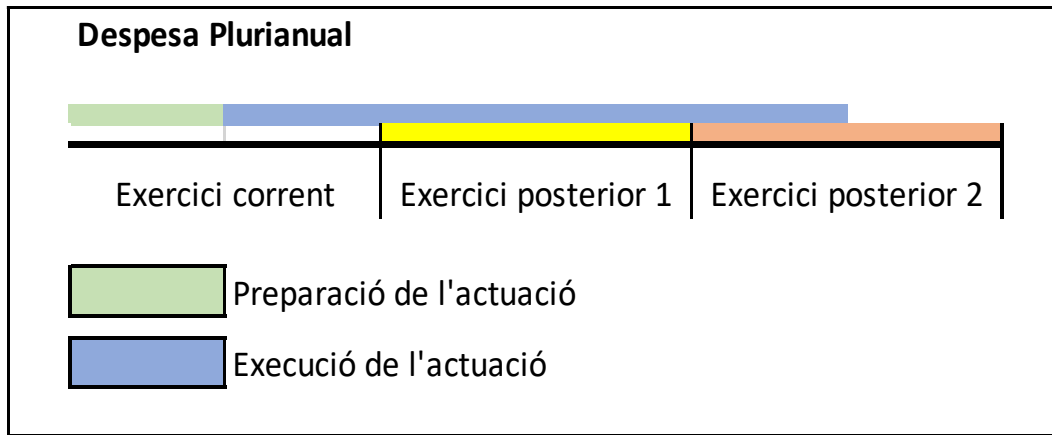 Despesa Plurianual
Exercici corrent
Exercici posterior 1
Exercici posterior 2
Preparació de l'actuació
Execució de l'actuació